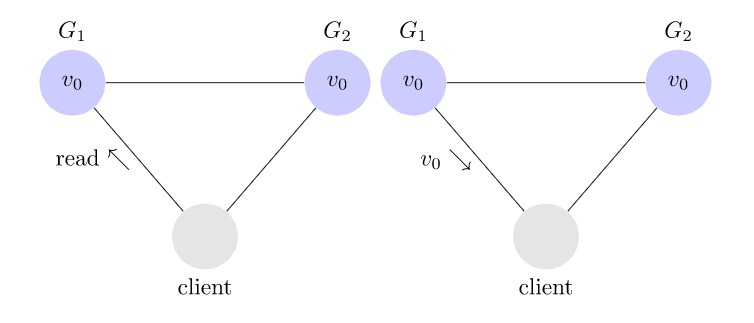 G₁ G₂ G₁ G₂
v₀ v₀ v₀ v₀
read v₀
client client